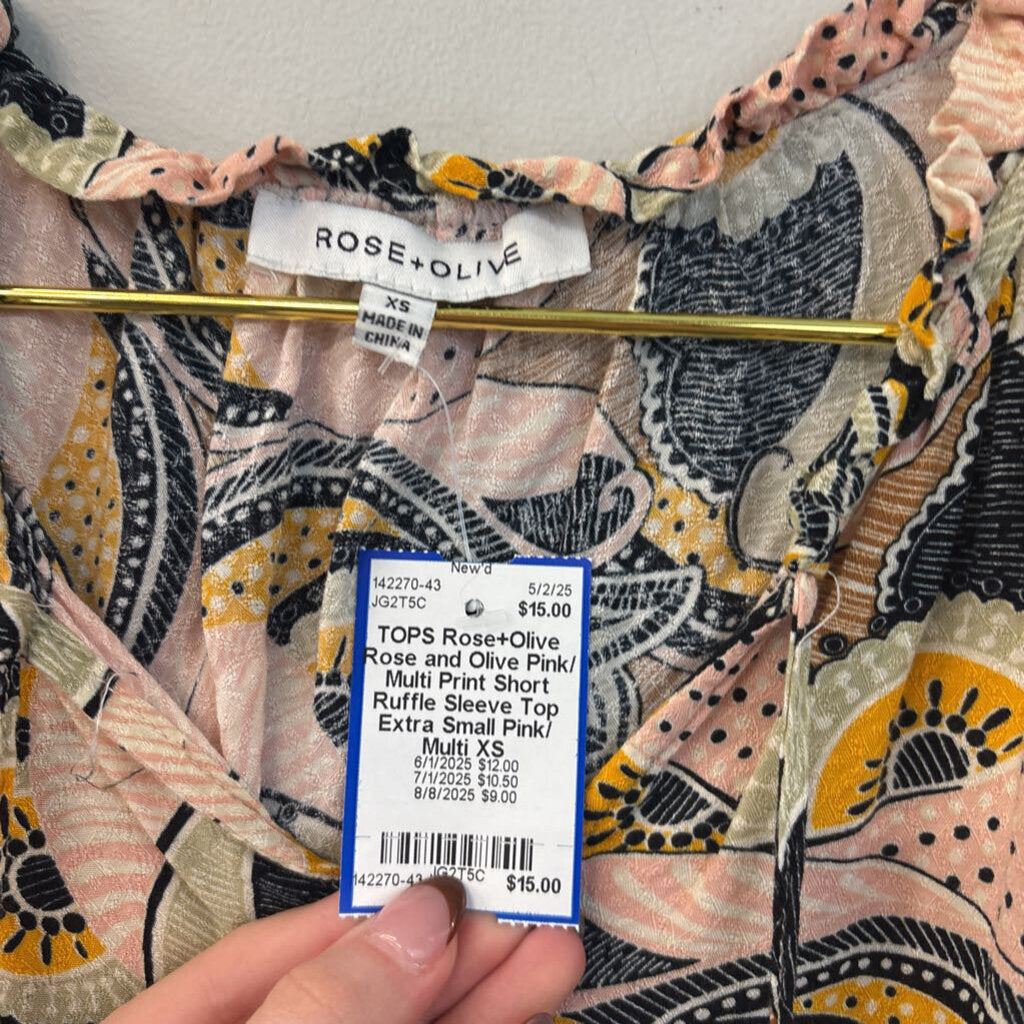 ROSE+OLIVE
XS
MADE IN
CHINA
New'd
142270-43 5/2/25
JG2T5C $15.00
TOPS Rose+Olive
Rose and Olive Pink/
Multi Print Short
Ruffle Sleeve Top
Extra Small Pink/
Multi XS
6/1/2025 $12.00
7/1/2025 $10.50
8/8/2025 $9.00
142270-43 JG2T5C $15.00